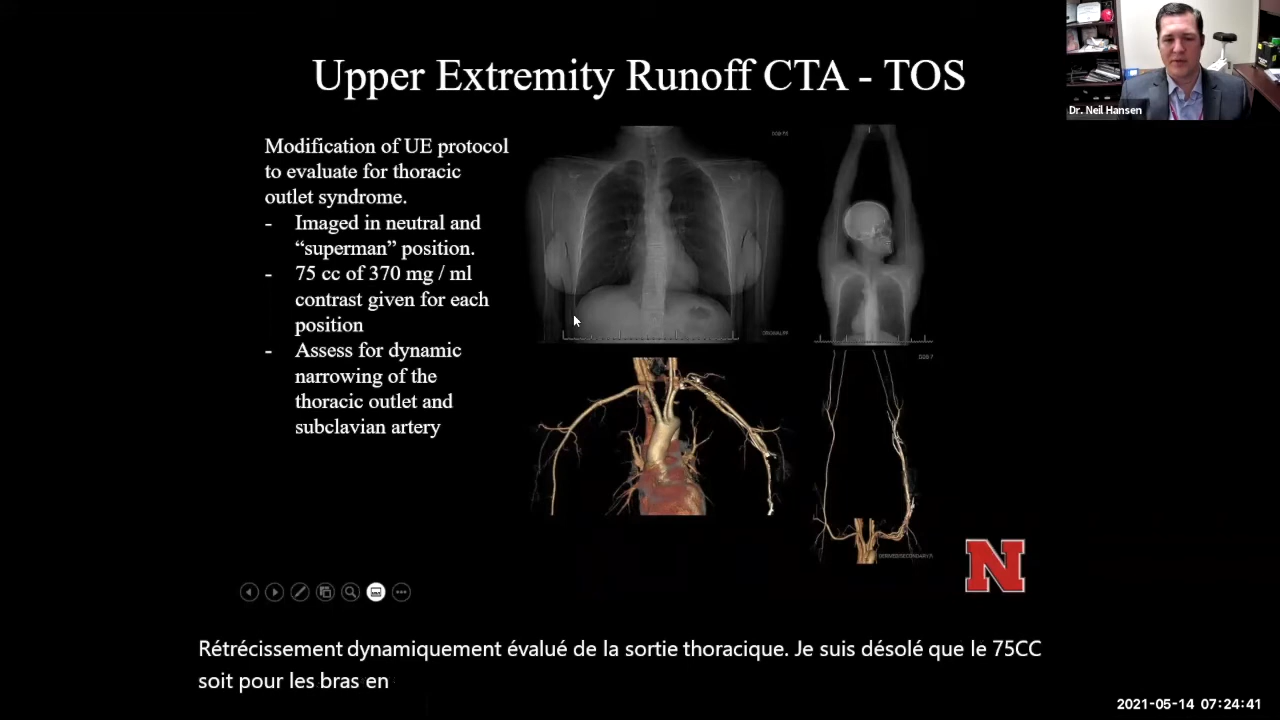 Upper Extremity Runoff CTA - TOS
Dr. Neil Hansen
Modification of UE protocol
to evaluate for thoracic
outlet syndrome.
- Imaged in neutral and
“superman” position.
- 75 cc of 370 mg / ml
contrast given for each
position
- Assess for dynamic
narrowing of the
thoracic outlet and
subclavian artery
N
Rétrécissement dynamiquement évalué de la sortie thoracique. Je suis désolé que le 75CC
soit pour les bras en
2021-05-14 07:24:41